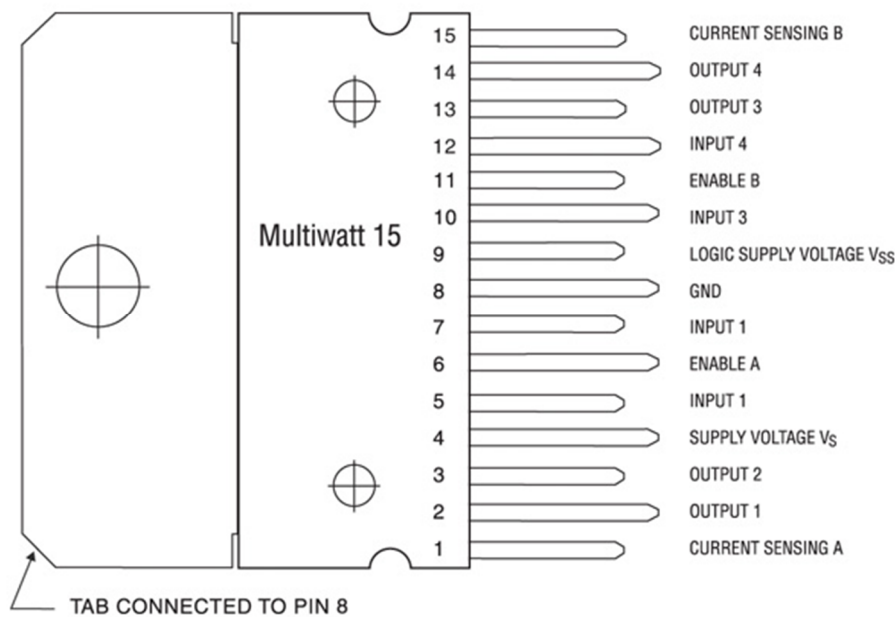 15 CURRENT SENSING B
14 OUTPUT 4
13 OUTPUT 3
12 INPUT 4
11 ENABLE B
10 INPUT 3
Multiwatt 15
9 LOGIC SUPPLY VOLTAGE VSS
8 GND
7 INPUT 1
6 ENABLE A
5 INPUT 1
4 SUPPLY VOLTAGE VS
3 OUTPUT 2
2 OUTPUT 1
1 CURRENT SENSING A
TAB CONNECTED TO PIN 8